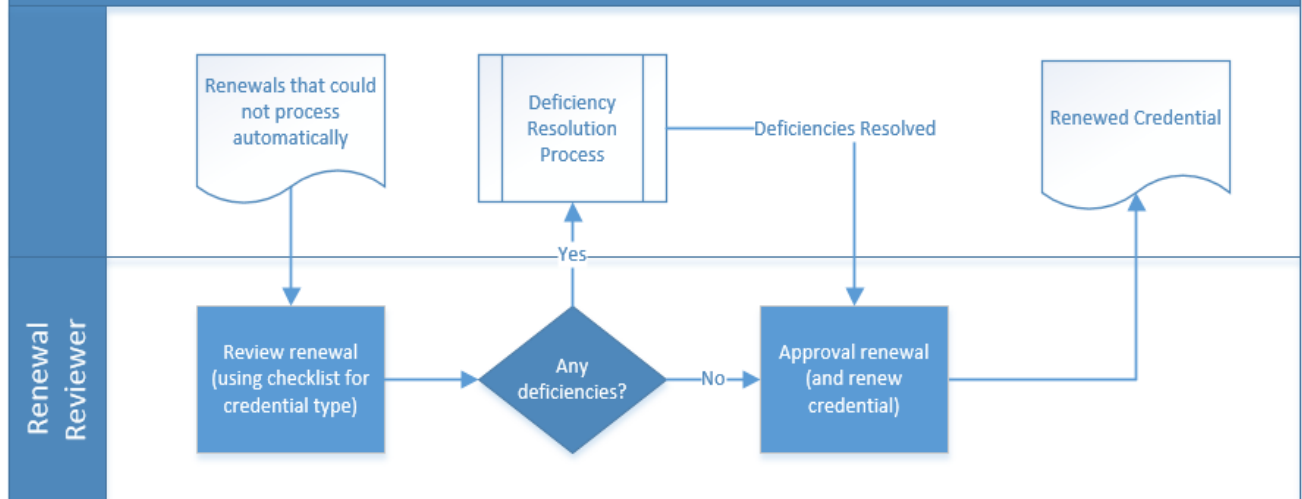 Renewals that could
not process
automatically
Deficiency
Resolution
Process
Deficiencies Resolved
Renewed Credential
Yes
Renewal
Reviewer
Review renewal
(using checklist for
credential type)
Any
deficiencies?
No
Approval renewal
(and renew
credential)